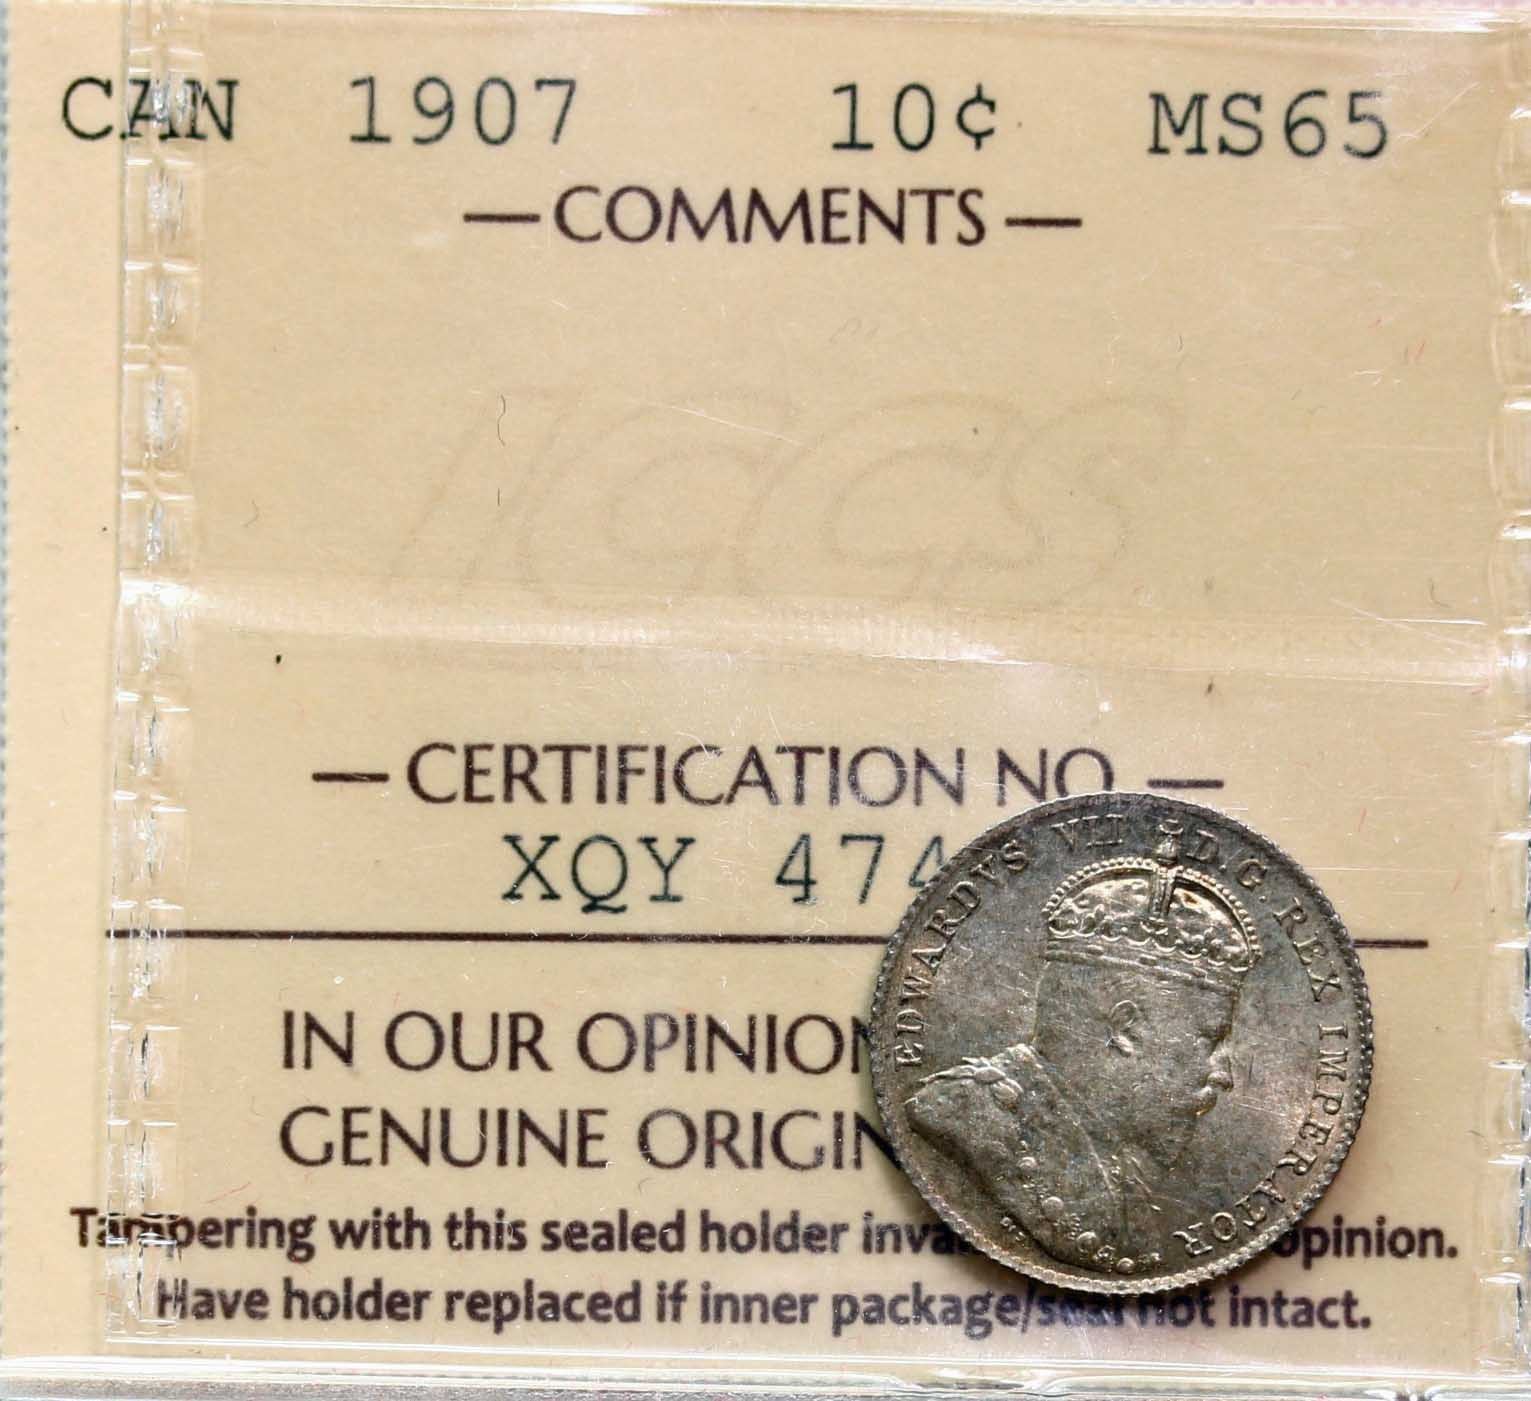 CAN 1907 10¢ MS65
— COMMENTS —
ICCS
— CERTIFICATION NO —
XQY 474
IN OUR OPINION
GENUINE ORIGIN
Tampering with this sealed holder inva opinion.
Have holder replaced if inner package/seal not intact.
EDWARDVS VII D. G. REX IMPERATOR